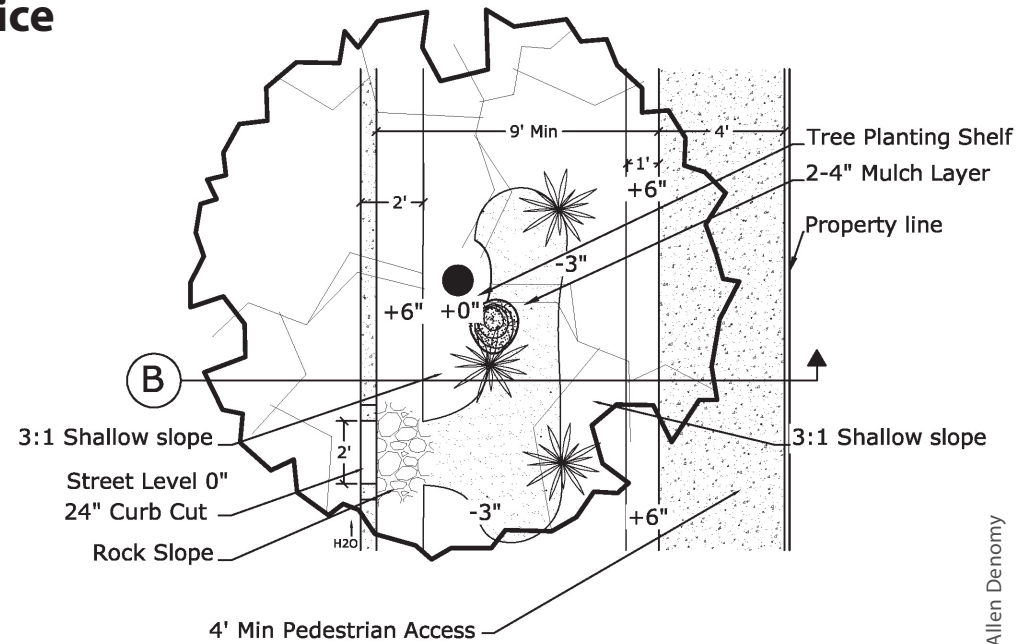 ice
9' Min
4'
Tree Planting Shelf
1'
2-4" Mulch Layer
+6"
2'
Property line
-3"
+6"
+0"
B
3:1 Shallow slope
3:1 Shallow slope
2'
Street Level 0"
24" Curb Cut
-3"
+6"
H2O
Rock Slope
4' Min Pedestrian Access
Allen Denomy